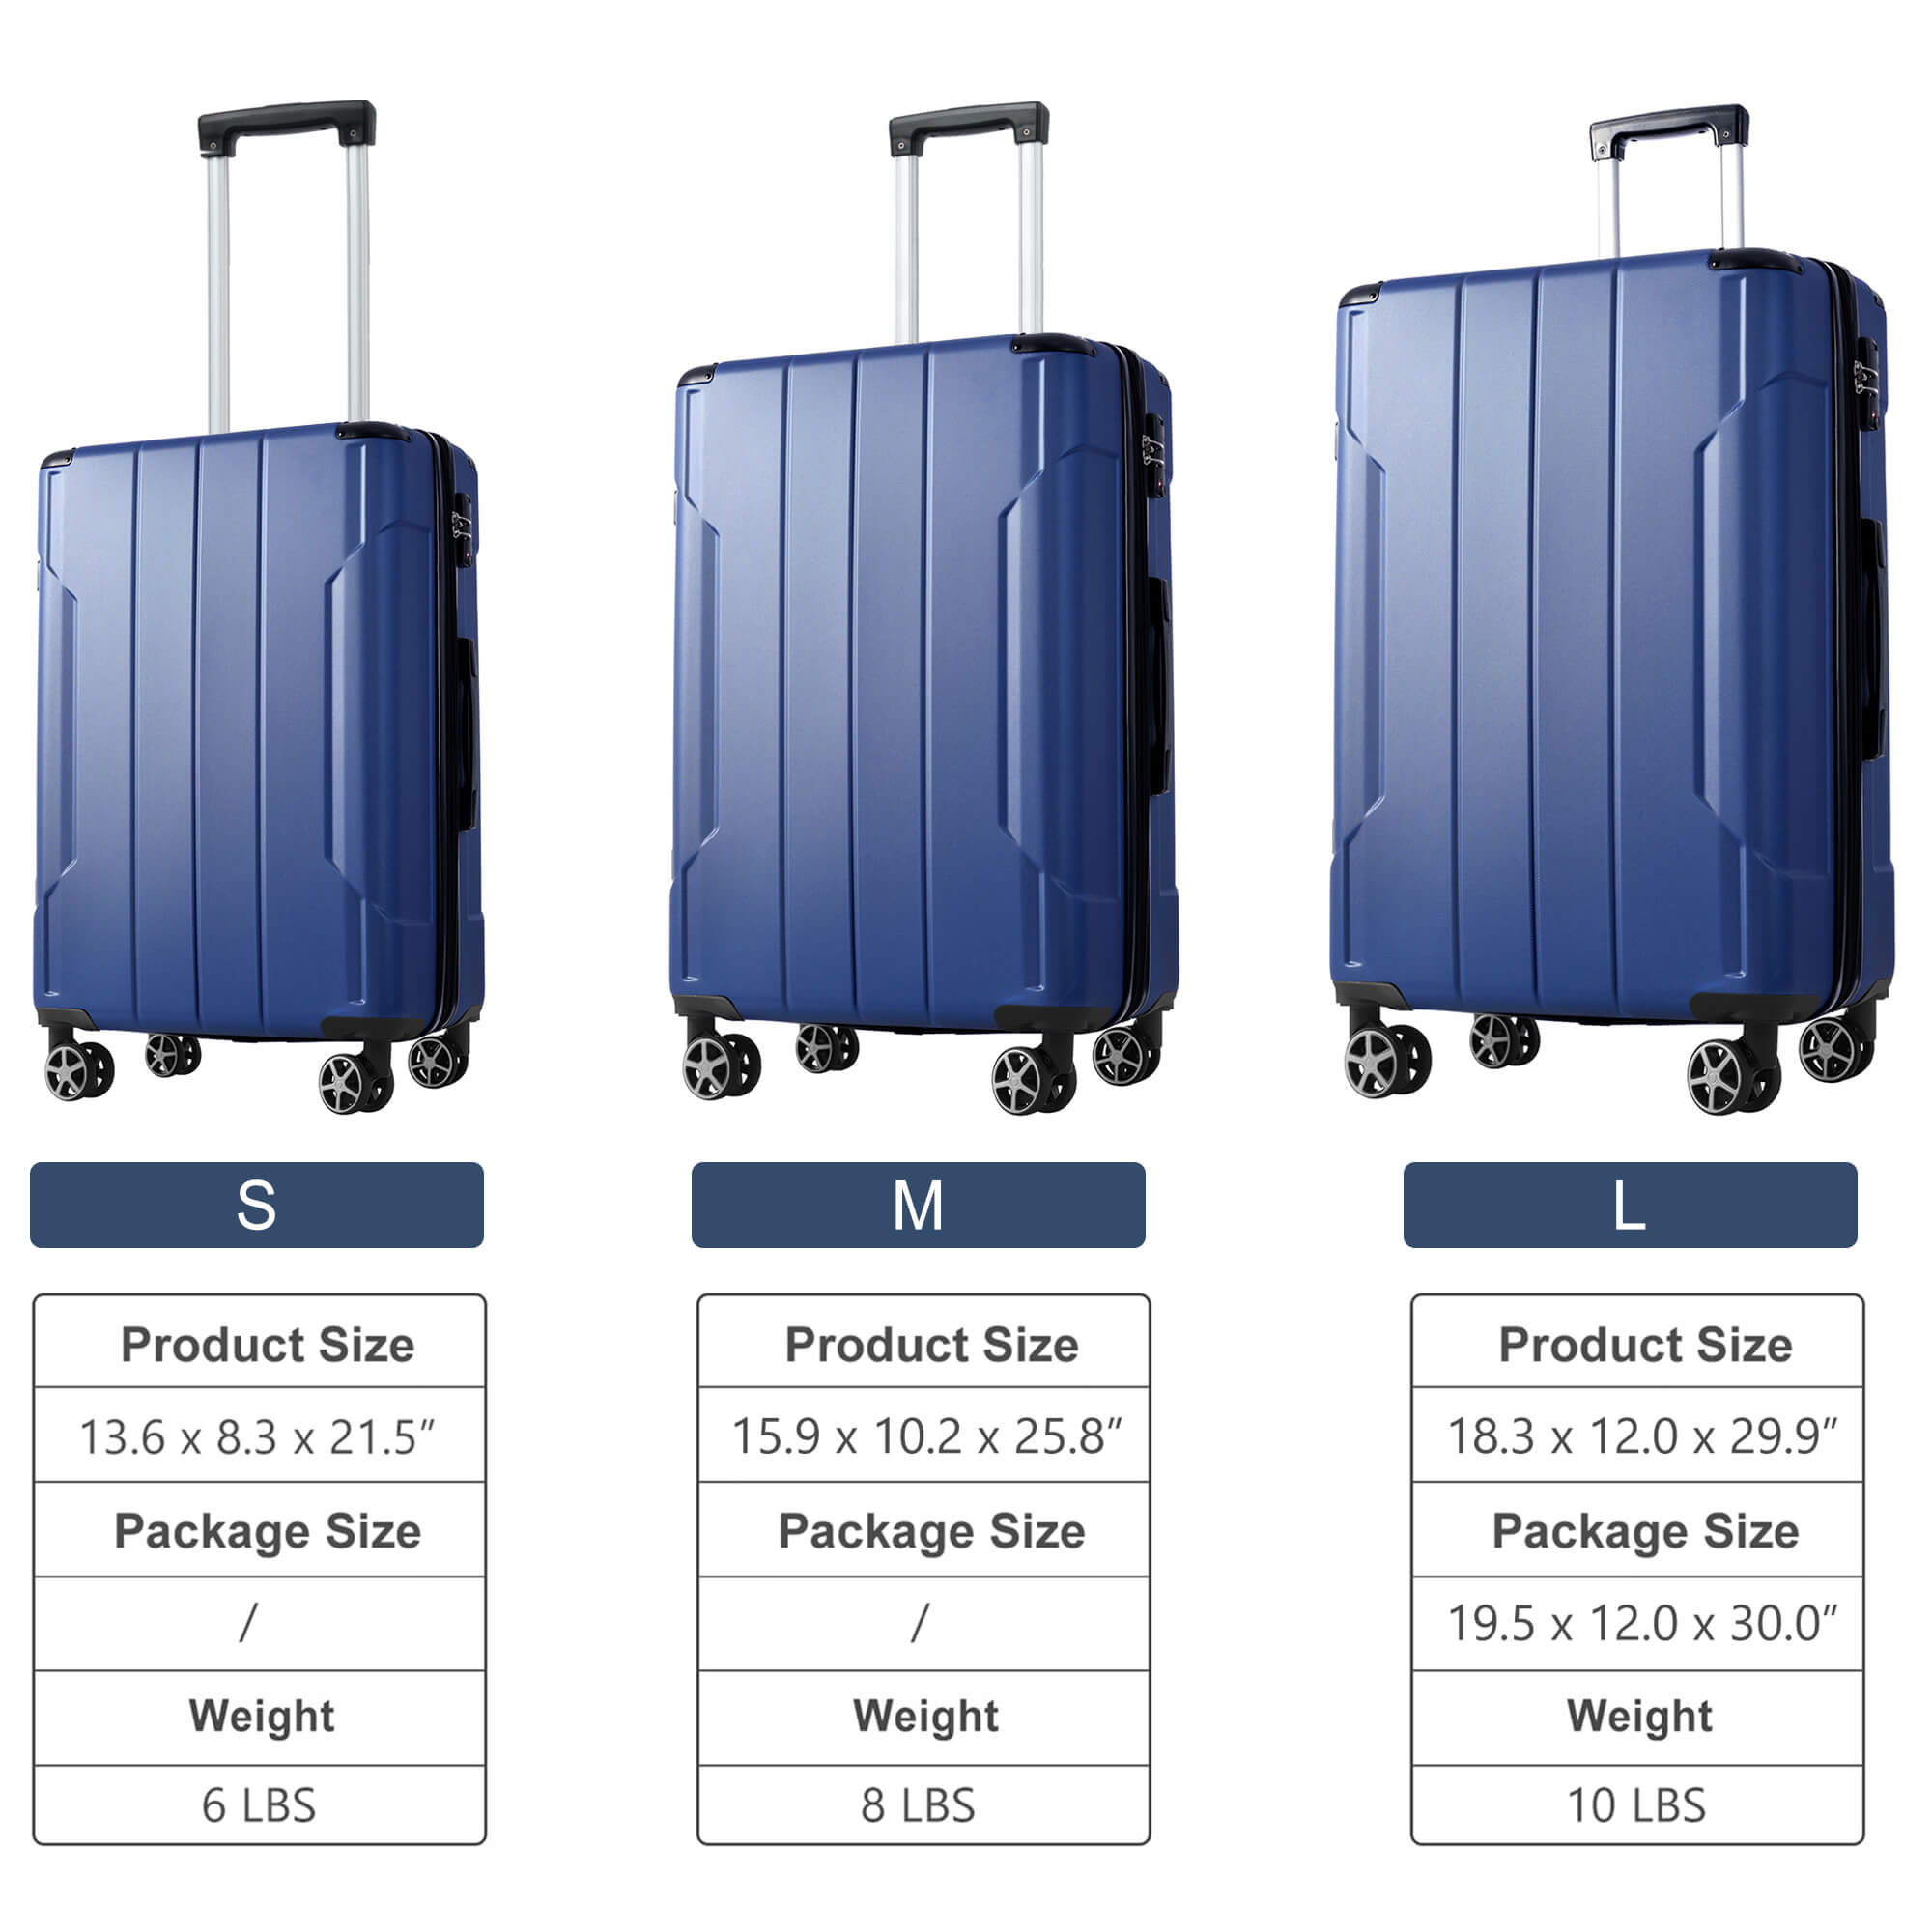 S
Product Size
13.6 x 8.3 x 21.5”
Package Size
/
Weight
6 LBS
M
Product Size
15.9 x 10.2 x 25.8”
Package Size
/
Weight
8 LBS
L
Product Size
18.3 x 12.0 x 29.9”
Package Size
19.5 x 12.0 x 30.0”
Weight
10 LBS